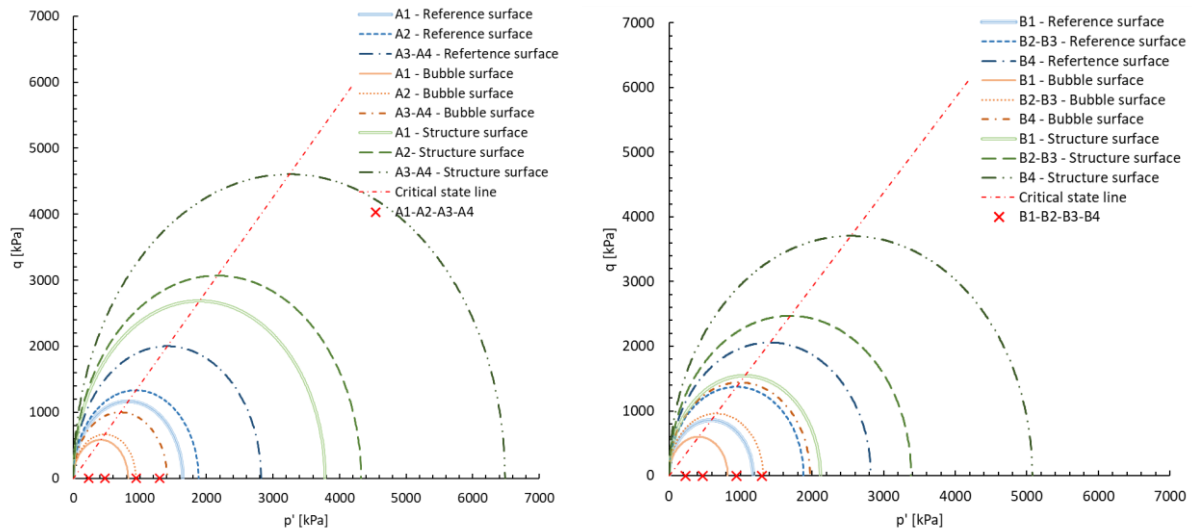 7000
6000
5000
4000
3000
2000
1000
0
q [kPa]
0
1000
2000
3000
4000
5000
6000
7000
p' [kPa]
A1 - Reference surface
A2 - Reference surface
A3-A4 - Refertence surface
A1 - Bubble surface
A2 - Bubble surface
A3-A4 - Bubble surface
A1 - Structure surface
A2- Structure surface
A3-A4 - Structure surface
Critical state line
A1-A2-A3-A4
7000
6000
5000
4000
3000
2000
1000
0
q [kPa]
0
1000
2000
3000
4000
5000
6000
7000
p' [kPa]
B1 - Reference surface
B2-B3 - Reference surface
B4 - Refertence surface
B1 - Bubble surface
B2-B3 - Bubble surface
B4 - Bubble surface
B1 - Structure surface
B2-B3 - Structure surface
B4 - Structure surface
Critical state line
B1-B2-B3-B4